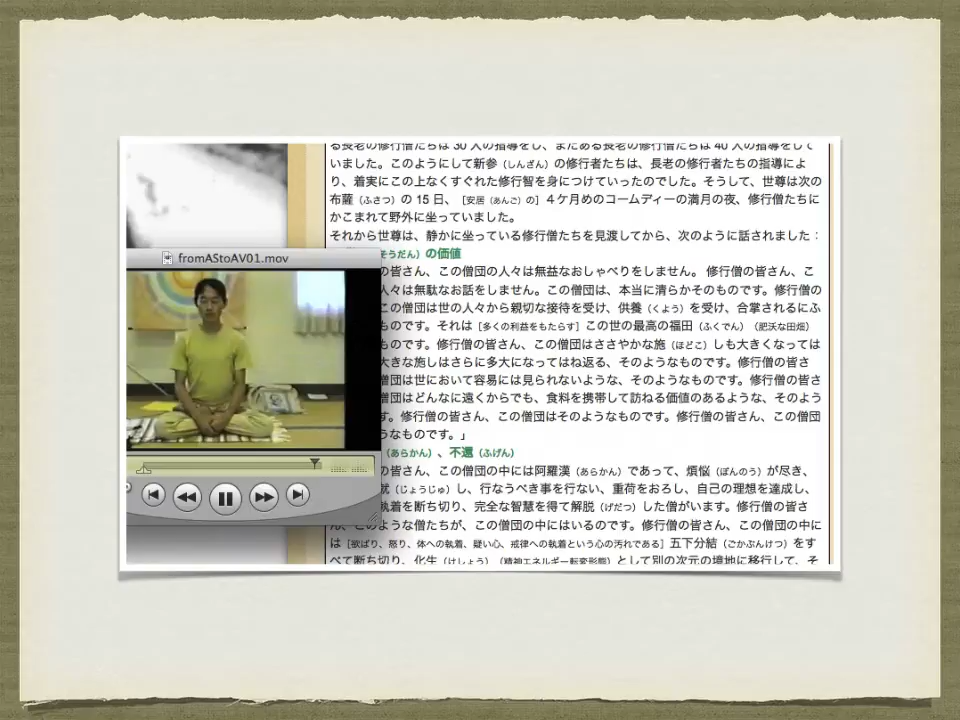 る長老の修行僧たちは 30 人の指導をし、またある長老の修行僧たちは 40 人の指導をして
いました。このようにして新参（しんざん）の修行者たちは、長老の修行者たちの指導によ
り、着実にこの上なくすぐれた修行智を身につけていったのでした。そうして、世尊は次の
布薩（ふさつ）の 15 日、［安居（あんご）の］４ケ月めのコームディーの満月の夜、修行僧たちに
かこまれて野外に坐っていました。
それから世尊は、静かに坐っている修行僧たちを見渡してから、次のように話されました：
そうだん）の価値
の皆さん、この僧団の人々は無益なおしゃべりをしません。 修行僧の皆さん、こ
人々は無駄なお話をしません。この僧団は、本当に清らかそのものです。修行僧の
この僧団は世の人々から親切な接待を受け、供養（くよう）を受け、合掌されるにふ
ものです。それは［多くの利益をもたらす］この世の最高の福田（ふくでん）（肥沃な田畑）
ものです。修行僧の皆さん、この僧団はささやかな施（ほどこ）しも大きくなっては
大きな施しはさらに多大になってはね返る、そのようなものです。修行僧の皆さ
僧団は世において容易には見られないような、そのようなものです。修行僧の皆さ
僧団はどんなに遠くからでも、食料を携帯して訪ねる価値のあるような、そのよう
す。修行僧の皆さん、この僧団はそのようなものです。修行僧の皆さん、この僧団
うなものです。」
（あらかん）、不還（ふげん）
の皆さん、この僧団の中には阿羅漢（あらかん）であって、煩悩（ぼんのう）が尽き、
就（じょうじゅ）し、行なうべき事を行ない、重荷をおろし、自己の理想を達成し、
執着を断ち切り、完全な智慧を得て解脱（げだつ）した僧がいます。修行僧の皆さ
ん、このような僧たちが、この僧団の中にはいるのです。修行僧の皆さん、この僧団の中に
は［欲ばり、怒り、体への執着、疑い心、戒律への執着という心の汚れである］五下分結（ごかぶんけつ）をす
べて断ち切り、化生（けしょう）（精神エネルギー転変形態）として別の次元の境地に移行して、そ
fromAStoAV01.mov